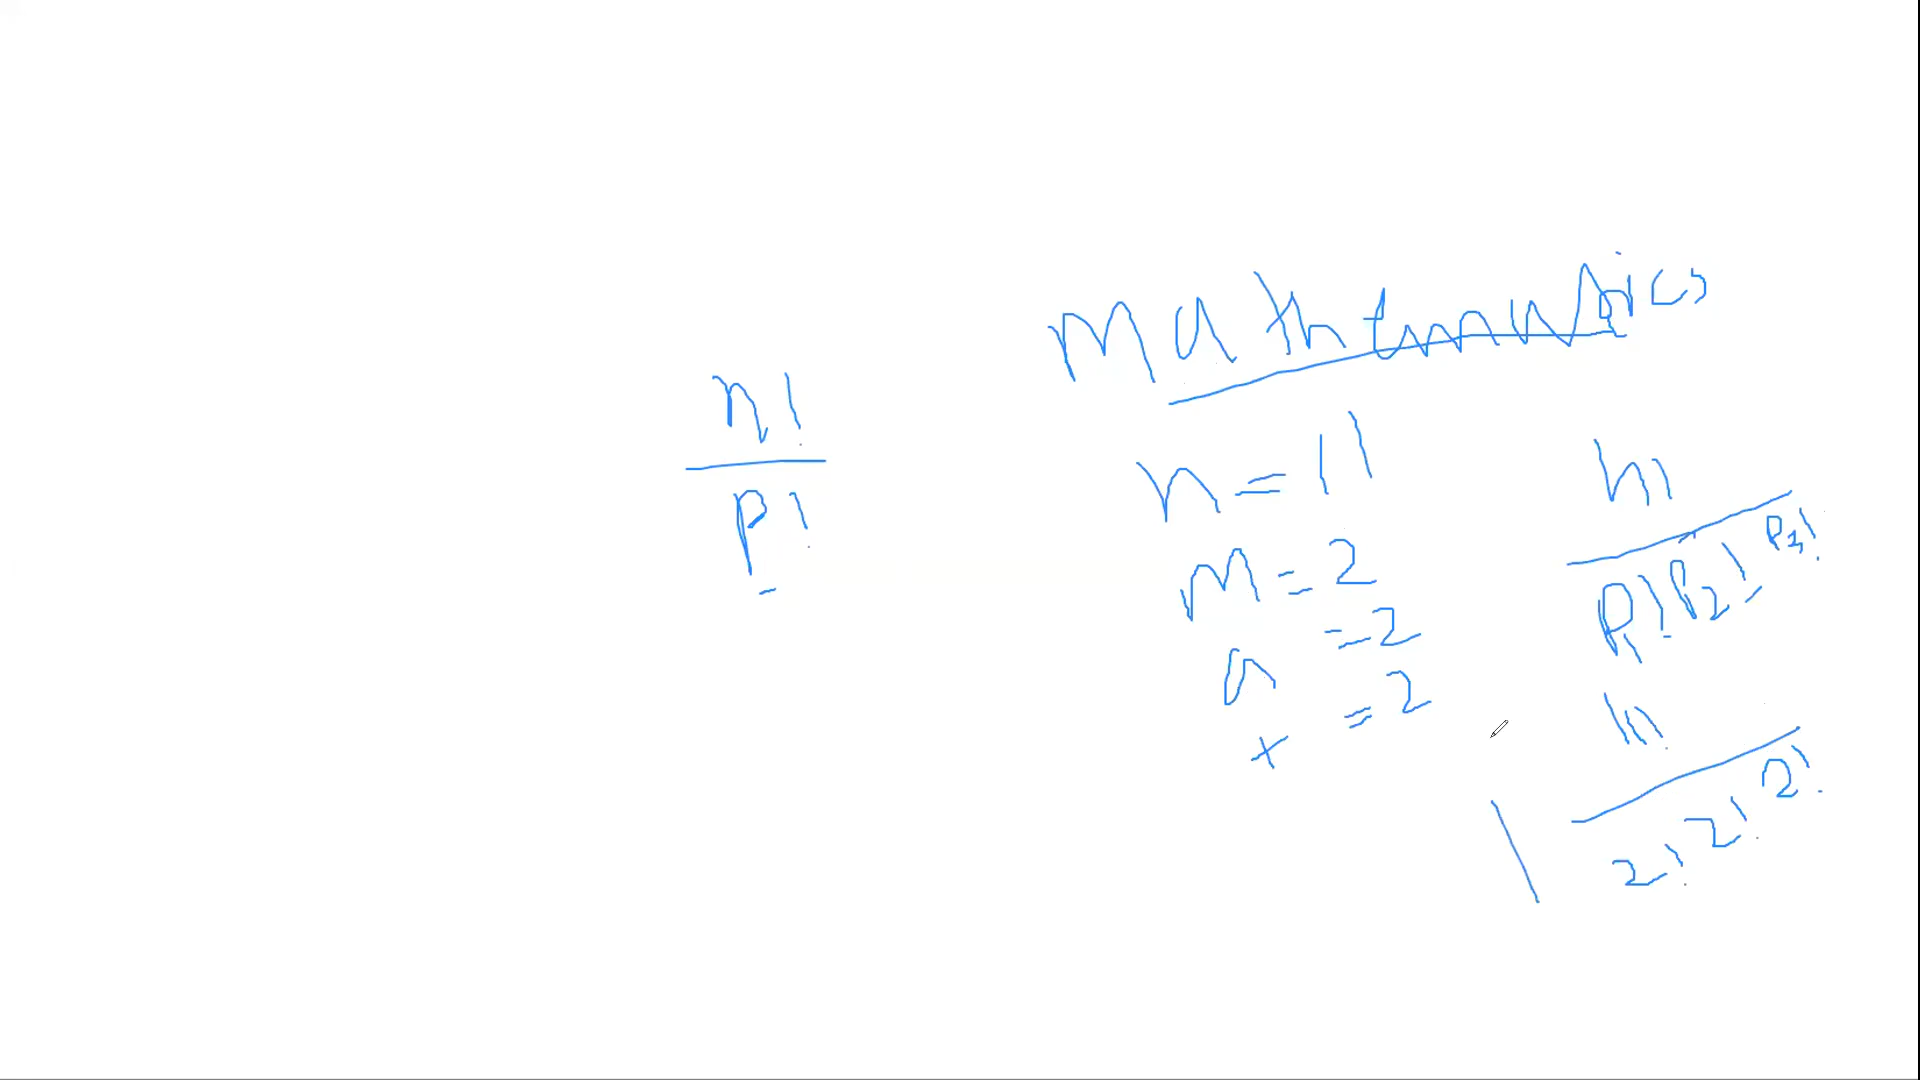 Mathematics
n!
P!
n = 11
M = 2
a = 2
t = 2
n!
P1! P2! P3!
11!
2! 2! 2!